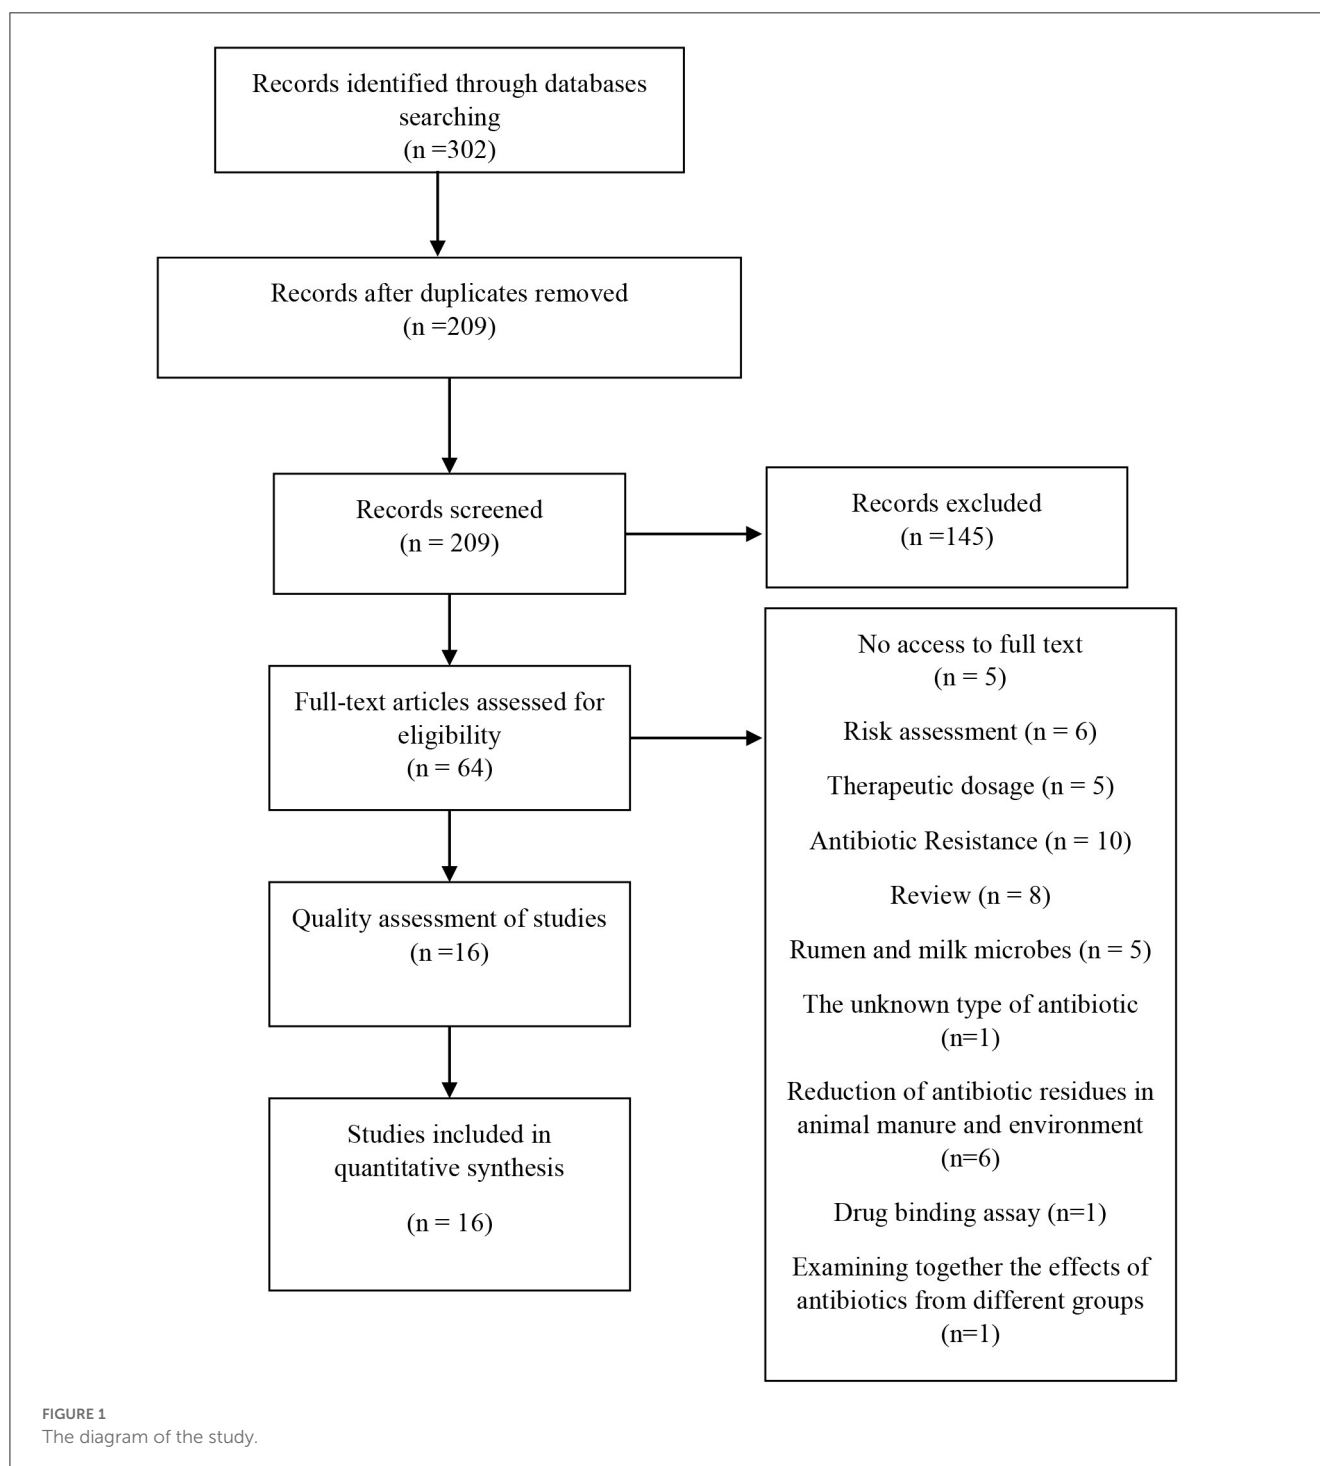 Records identified through databases
searching
(n =302)
Records after duplicates removed
(n =209)
Records screened
(n = 209)
Records excluded
(n =145)
Full-text articles assessed for
eligibility
(n = 64)
No access to full text
(n = 5)
Risk assessment (n = 6)
Therapeutic dosage (n = 5)
Antibiotic Resistance (n = 10)
Review (n = 8)
Rumen and milk microbes (n = 5)
The unknown type of antibiotic
(n=1)
Reduction of antibiotic residues in
animal manure and environment
(n=6)
Drug binding assay (n=1)
Examining together the effects of
antibiotics from different groups
(n=1)
Quality assessment of studies
(n =16)
Studies included in
quantitative synthesis
(n = 16)
FIGURE 1
The diagram of the study.